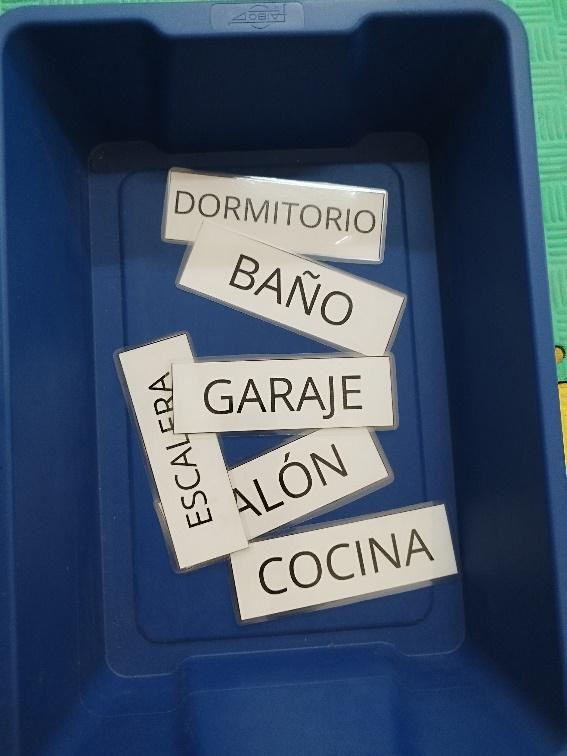 DORMITORIO
BAÑO
GARAJE
ESCALERA
ALÓN
COCINA